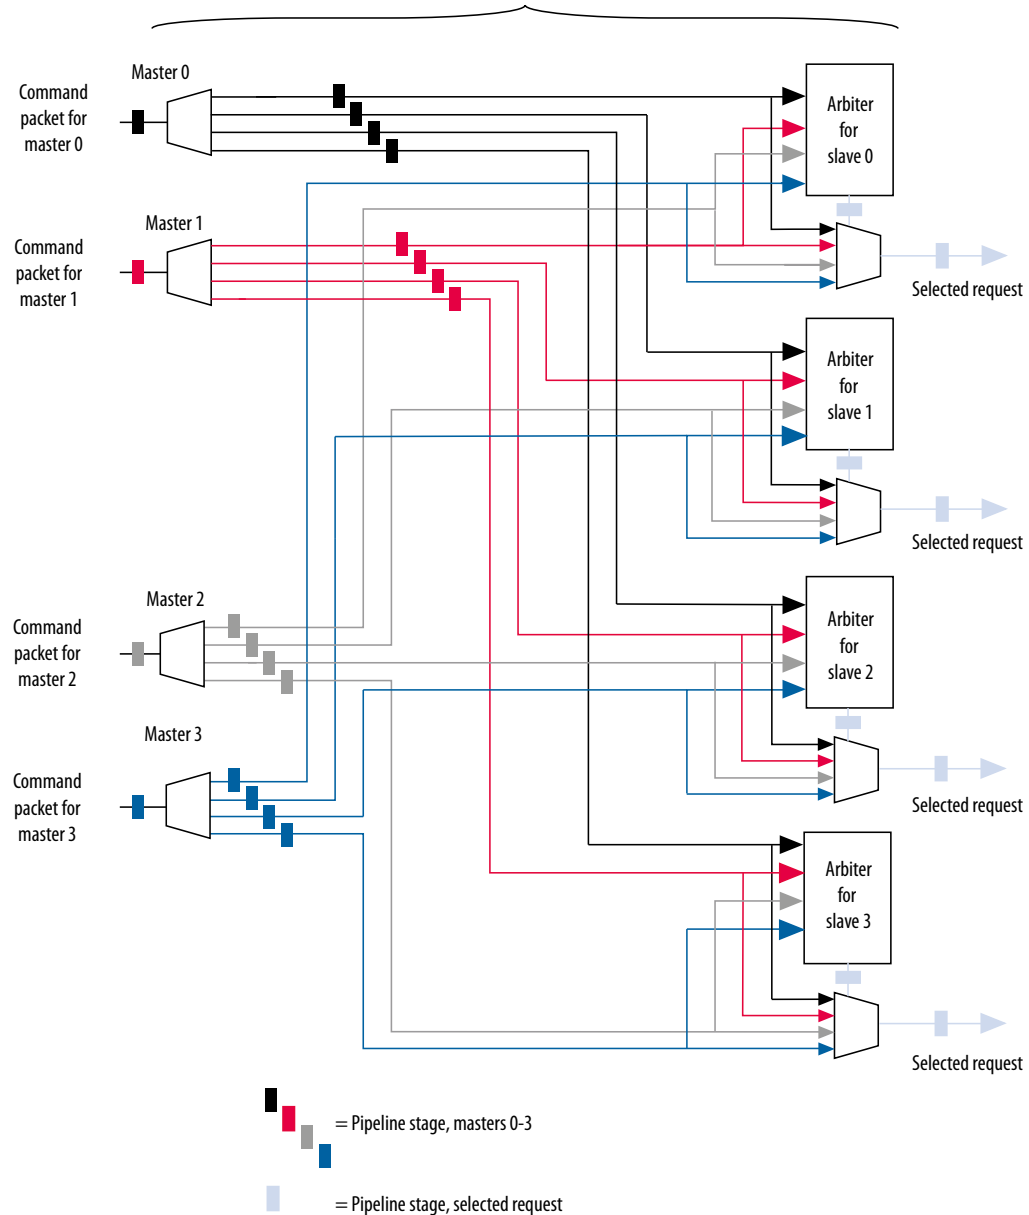 Master 0
Command
packet for
master 0
Arbiter
for
slave 0
Master 1
Command
packet for
master 1
Selected request
Arbiter
for
slave 1
Selected request
Master 2
Command
packet for
master 2
Arbiter
for
slave 2
Master 3
Command
packet for
master 3
Selected request
Arbiter
for
slave 3
Selected request
= Pipeline stage, masters 0-3
= Pipeline stage, selected request